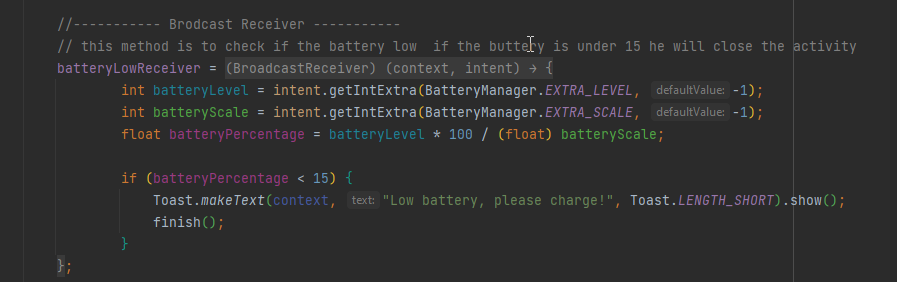 //----------- Brodcast Receiver -----------
// this method is to check if the battery low  if the buttery is under 15 he will close the activity
batteryLowReceiver = (BroadcastReceiver) (context, intent) → {
int batteryLevel = intent.getIntExtra(BatteryManager.EXTRA_LEVEL, defaultValue: -1);
int batteryScale = intent.getIntExtra(BatteryManager.EXTRA_SCALE, defaultValue: -1);
float batteryPercentage = batteryLevel * 100 / (float) batteryScale;
if (batteryPercentage < 15) {
Toast.makeText(context, text: "Low battery, please charge!", Toast.LENGTH_SHORT).show();
finish();
}
};